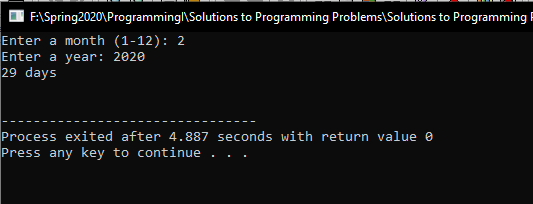 F:\Spring2020\ProgrammingI\Solutions to Programming Problems\Solutions to Programming
Enter a month (1-12): 2
Enter a year: 2020
29 days
--------------------------------
Process exited after 4.887 seconds with return value 0
Press any key to continue . . .